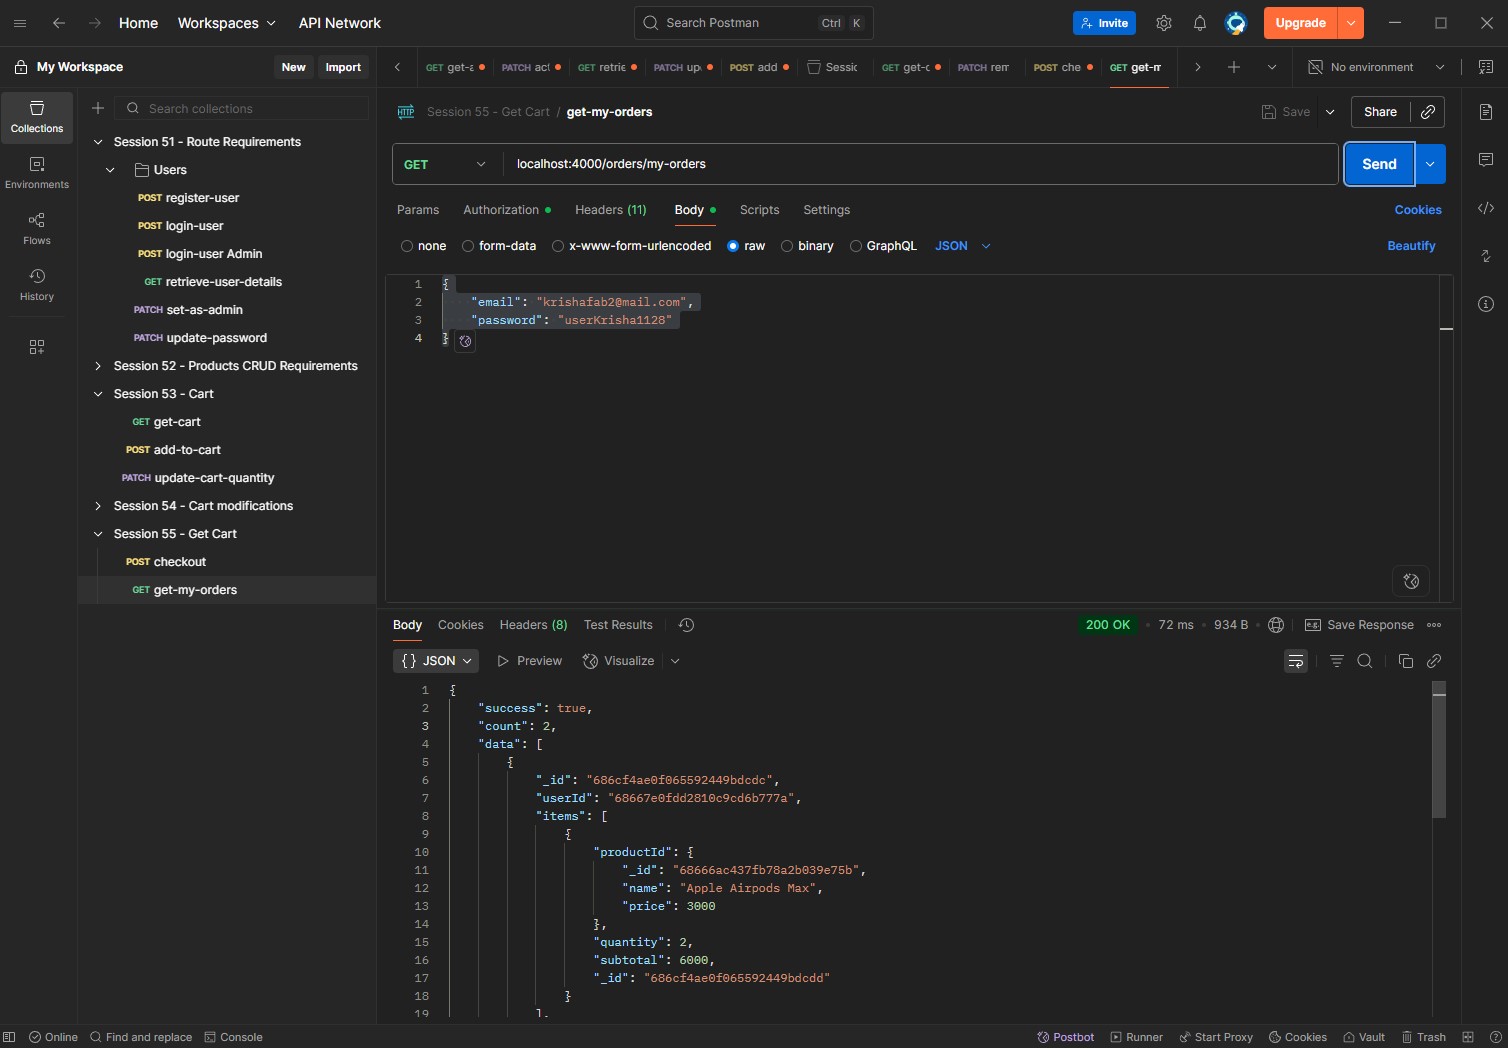 Home Workspaces API Network Search Postman Ctrl K Invite Upgrade
My Workspace New Import
GET get-a PATCH act GET retrie PATCH up POST add Sessic GET get-c PATCH rem POST che GET get-m No environment
Collections
Environments
Flows
History
Search collections
Session 51 - Route Requirements
Users
POST register-user
POST login-user
POST login-user Admin
GET retrieve-user-details
PATCH set-as-admin
PATCH update-password
Session 52 - Products CRUD Requirements
Session 53 - Cart
GET get-cart
POST add-to-cart
PATCH update-cart-quantity
Session 54 - Cart modifications
Session 55 - Get Cart
POST checkout
GET get-my-orders
HTTP Session 55 - Get Cart / get-my-orders Save Share
GET localhost:4000/orders/my-orders Send
Params Authorization Headers (11) Body Scripts Settings Cookies
none form-data x-www-form-urlencoded raw binary GraphQL JSON Beautify
1 {
2 "email": "krishafab2@mail.com",
3 "password": "userKrisha1128"
4 }
Body Cookies Headers (8) Test Results 200 OK 72 ms 934 B e.g. Save Response
{} JSON Preview Visualize
1 {
2 "success": true,
3 "count": 2,
4 "data": [
5 {
6 "_id": "686cf4ae0f065592449bdcdc",
7 "userId": "68667e0fdd2810c9cd6b777a",
8 "items": [
9 {
10 "productId": {
11 "_id": "68666ac437fb78a2b039e75b",
12 "name": "Apple Airpods Max",
13 "price": 3000
14 },
15 "quantity": 2,
16 "subtotal": 6000,
17 "_id": "686cf4ae0f065592449bdcdd"
18 }
19 ],
Online Find and replace Console Postbot Runner Start Proxy Cookies Vault Trash